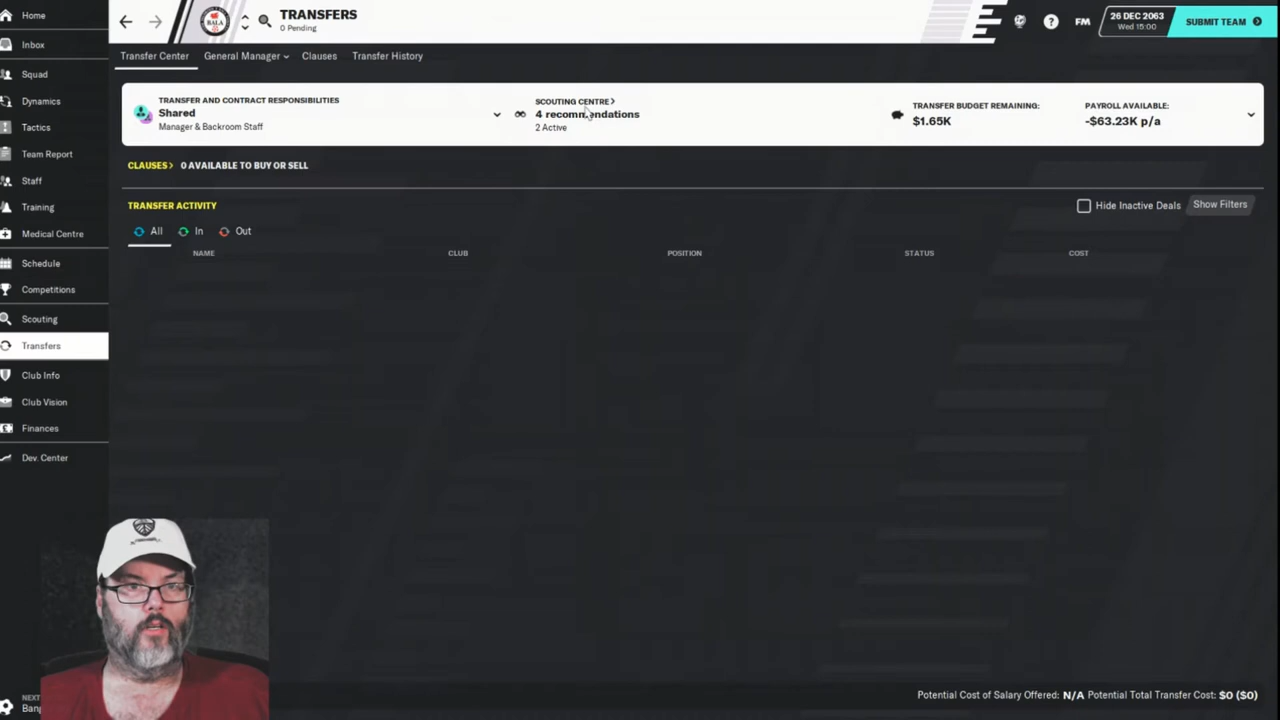 Home
Inbox
Squad
Dynamics
Tactics
Team Report
Staff
Training
Medical Centre
Schedule
Competitions
Scouting
Transfers
Club Info
Club Vision
Finances
Dev. Center
NEXT
Bang
BALA
TRANSFERS
0 Pending
FM
26 DEC 2063
Wed 15:00
SUBMIT TEAM
Transfer Center
General Manager
Clauses
Transfer History
TRANSFER AND CONTRACT RESPONSIBILITIES
Shared
Manager & Backroom Staff
SCOUTING CENTRE >
4 recommendations
2 Active
TRANSFER BUDGET REMAINING:
$1.65K
PAYROLL AVAILABLE:
-$63.23K p/a
CLAUSES > 0 AVAILABLE TO BUY OR SELL
TRANSFER ACTIVITY
Hide Inactive Deals
Show Filters
All In Out
NAME CLUB POSITION STATUS COST
Potential Cost of Salary Offered: N/A Potential Total Transfer Cost: $0 ($0)